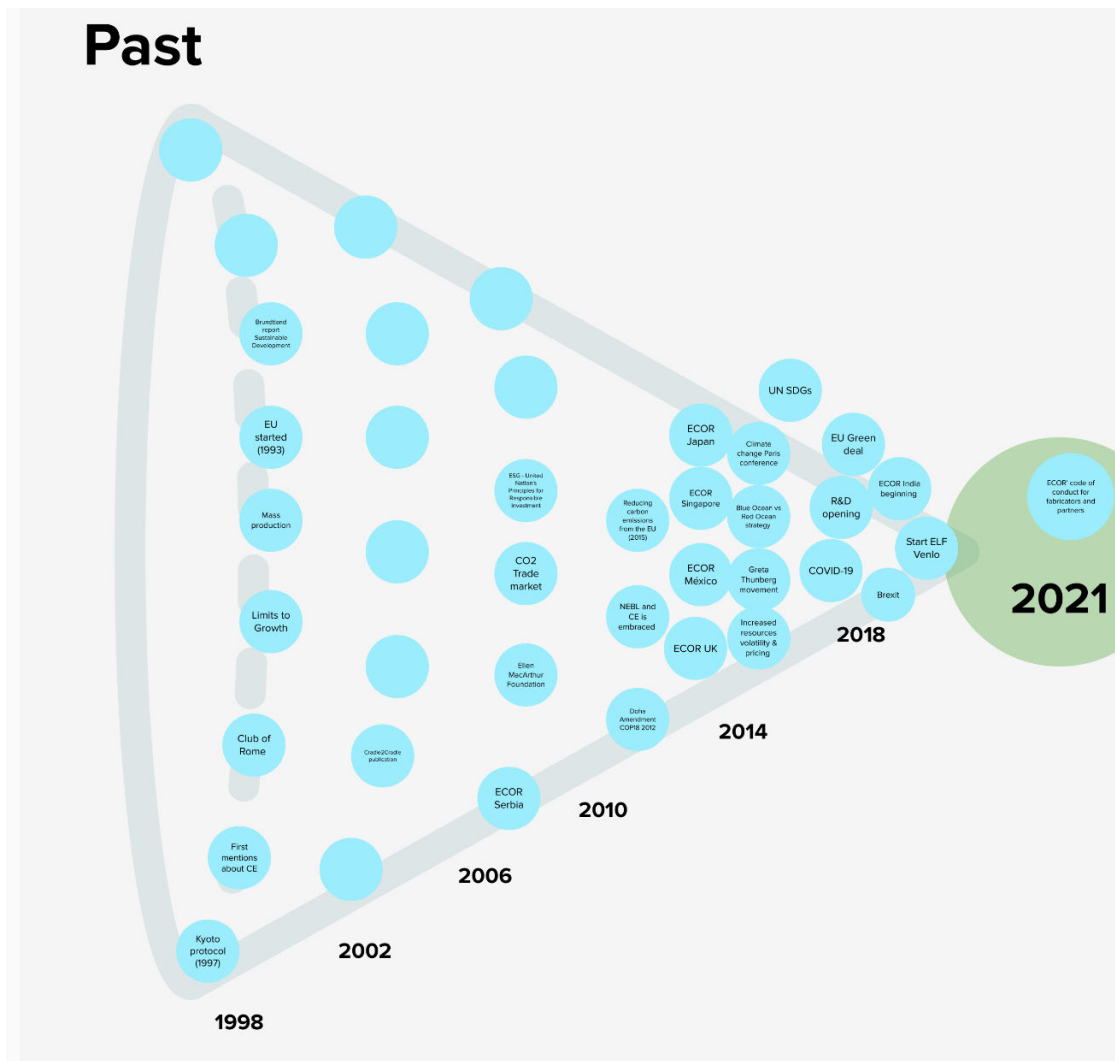 Past
Brundtland
report
Sustainable
Development
EU
started
(1993)
Mass
production
Limits to
Growth
Club of
Rome
First
mentions
about CE
Kyoto
protocol
(1997)
1998
Cradle2Cradle
publication
2002
ESG - United
Nation's
Principles for
Responsible
Investment
CO2
Trade
market
Ellen
MacArthur
Foundation
ECOR
Serbia
2006
Reducing
carbon
emissions
from the EU
(2015)
NEBL and
CE is
embraced
Doha
Amendment
COP18 2012
2010
ECOR
Japan
ECOR
Singapore
ECOR
México
ECOR UK
UN SDGs
Climate
change Paris
conference
Blue Ocean vs
Red Ocean
strategy
Greta
Thunberg
movement
Increased
resources
volatility &
pricing
2014
EU Green
deal
R&D
opening
COVID-19
ECOR India
beginning
Start ELF
Venlo
Brexit
2018
ECOR' code of
conduct for
fabricators and
partners
2021